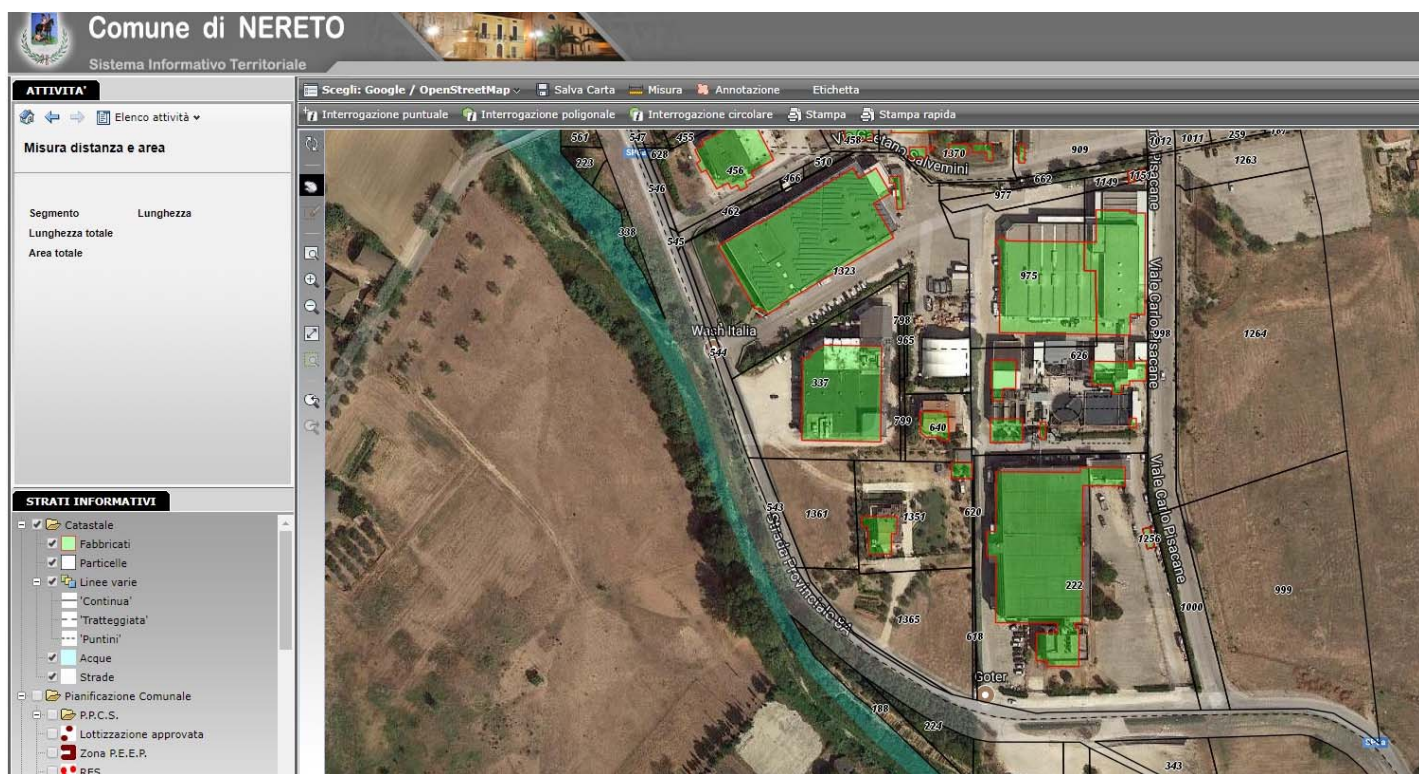 Comune di NERETO
Sistema Informativo Territoriale
ATTIVITA'
Elenco attività
Misura distanza e area
Segmento Lunghezza
Lunghezza totale
Area totale
STRATI INFORMATIVI
Catastale
Fabbricati
Particelle
Linee varie
'Continua'
'Tratteggiata'
'Puntini'
Acque
Strade
Pianificazione Comunale
P.P.C.S.
Lottizzazione approvata
Zona P.E.E.P.
RES
Scegli: Google / OpenStreetMap Salva Carta Misura Annotazione Etichetta
Interrogazione puntuale Interrogazione poligonale Interrogazione circolare Stampa Stampa rapida
561
547
455
458
1370
909
1012
1011
259
223
628
456
466
510
Salvemini
662
1149
1263
546
977
462
338
545
1323
975
Viale Carlo Pisacane
Wash Italia
798
998
1264
544
965
626
337
799
640
543
1361
1351
620
Viale Carlo Pisacane
1256
Strada Provinciale
222
999
1365
1000
618
Goter
188
224
343